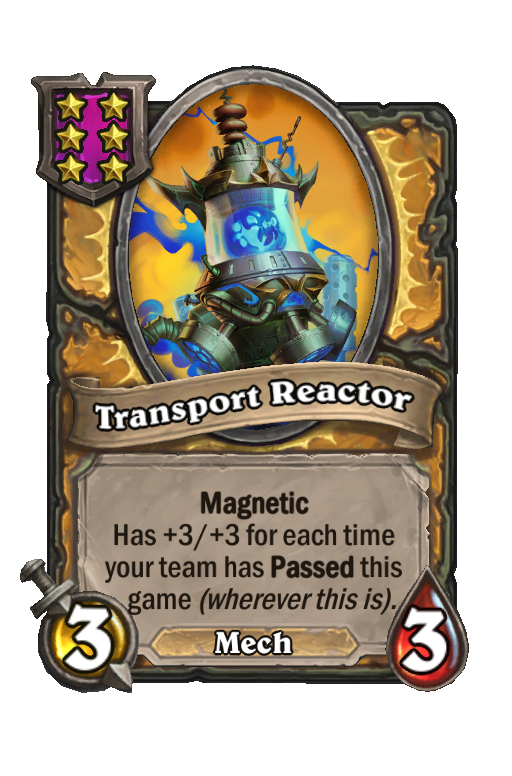 Transport Reactor
Magnetic
Has +3/+3 for each time
your team has Passed this
game (wherever this is).
Mech
3
3